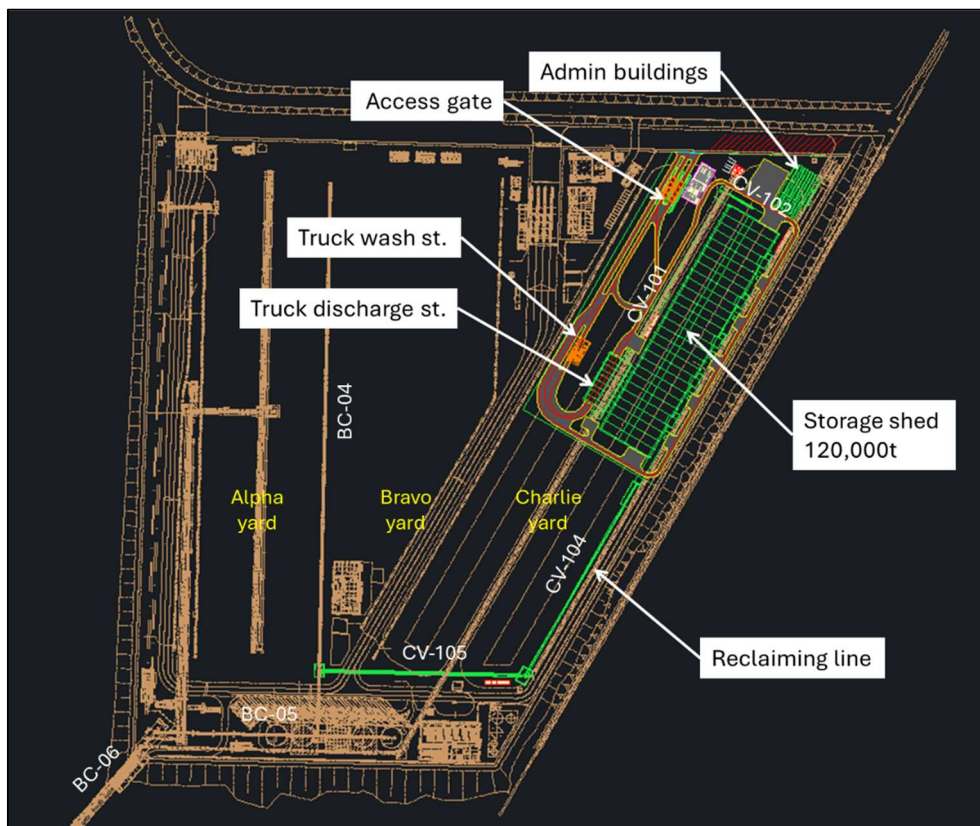 Admin buildings
Access gate
CV-102
Truck wash st.
CV-101
Truck discharge st.
BC-04
Storage shed
120,000t
Alpha
yard
Bravo
yard
Charlie
yard
CV-104
CV-105
Reclaiming line
BC-05
BC-06